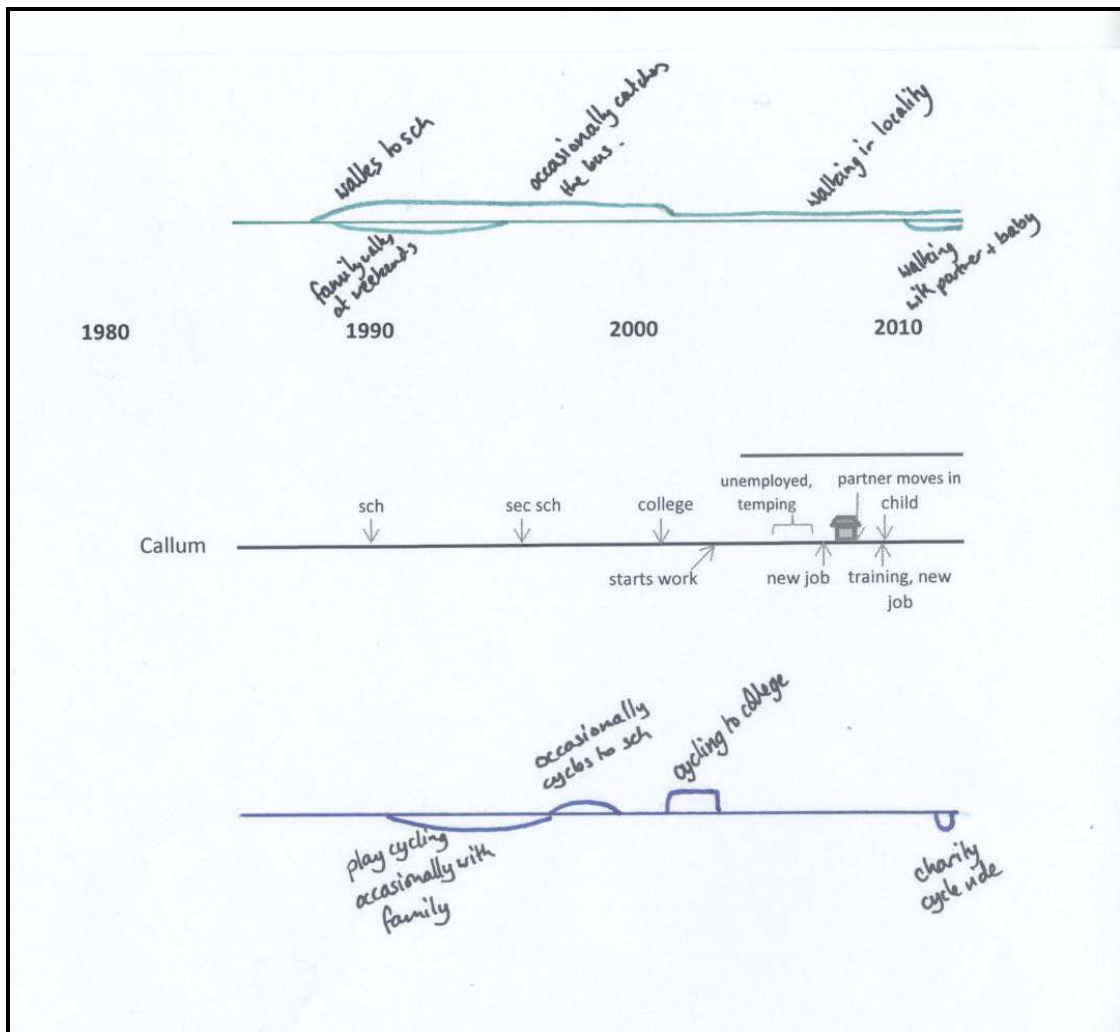 walks to sch
occasionally catches
the bus.
walking in locality
family walks
at weekends
walking
with partner + baby
1980
1990
2000
2010
unemployed,
temping
partner moves in
child
sch
sec sch
college
Callum
starts work
new job
training, new
job
occasionally
cycles to sch
cycling to college
play cycling
occasionally with
family
charity
cycle ride